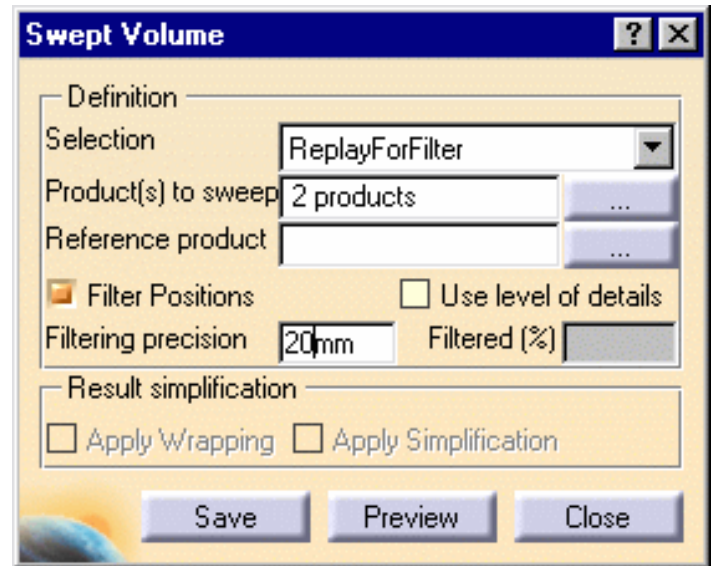 Swept Volume ? X
Definition
Selection ReplayForFilter
Product(s) to sweep 2 products ...
Reference product ...
Filter Positions Use level of details
Filtering precision 20mm Filtered (%)
Result simplification
Apply Wrapping Apply Simplification
Save Preview Close